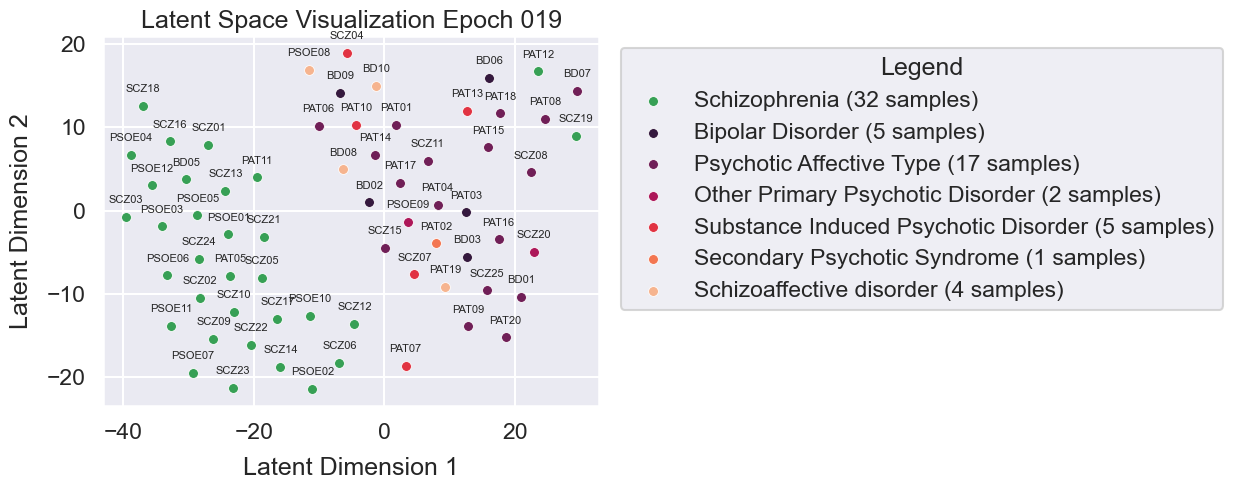 Latent Space Visualization Epoch 019
Latent Dimension 2
20
10
0
−10
−20
−40
−20
0
20
Latent Dimension 1
SCZ04
PSOE08
BD09
BD10
BD06
PAT12
BD07
SCZ18
PAT06
PAT10
PAT01
PAT13
PAT18
PAT08
SCZ16
SCZ01
PAT14
PAT15
SCZ19
PSOE04
PSOE12
BD05
SCZ13
PAT11
BD08
PAT17
SCZ11
SCZ08
SCZ03
PSOE03
PSOE05
PSOE01
SCZ21
BD02
PSOE09
PAT04
PAT03
SCZ24
SCZ15
PAT02
BD03
PAT16
SCZ20
PSOE06
SCZ02
PAT05
SCZ05
SCZ07
PAT19
SCZ25
BD01
PSOE11
SCZ09
SCZ10
SCZ22
SCZ17
PSOE10
SCZ12
PAT09
PAT20
PSOE07
SCZ23
SCZ14
PSOE02
SCZ06
PAT07
Legend
Schizophrenia (32 samples)
Bipolar Disorder (5 samples)
Psychotic Affective Type (17 samples)
Other Primary Psychotic Disorder (2 samples)
Substance Induced Psychotic Disorder (5 samples)
Secondary Psychotic Syndrome (1 samples)
Schizoaffective disorder (4 samples)